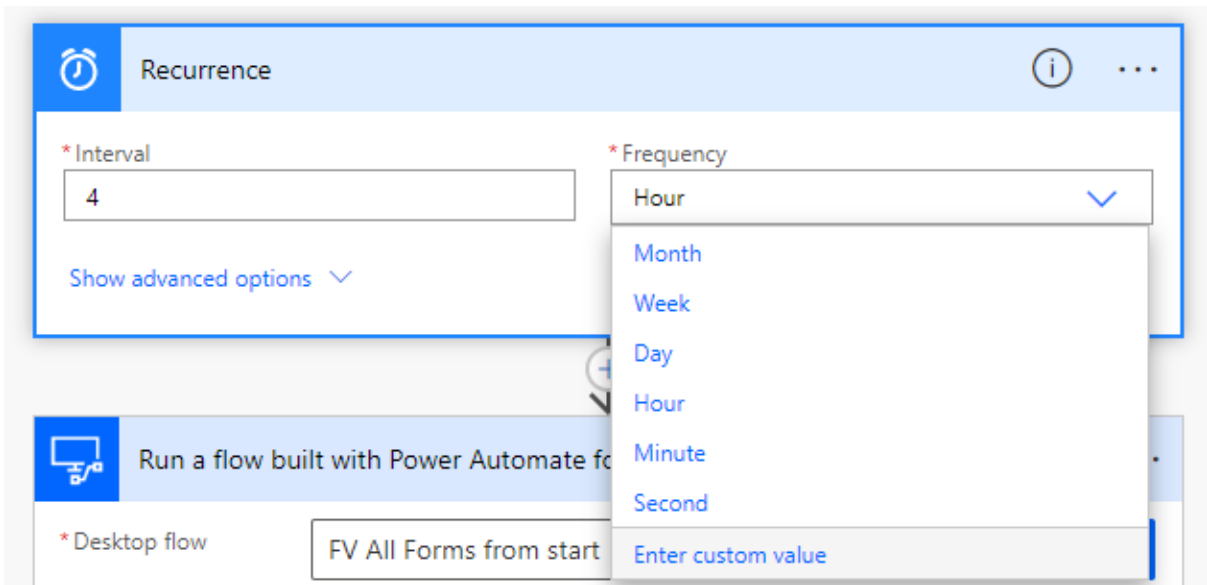 Recurrence
* Interval
* Frequency
4
Hour
Show advanced options
Month
Week
Day
Hour
Minute
Second
Enter custom value
Run a flow built with Power Automate
* Desktop flow
FV All Forms from start